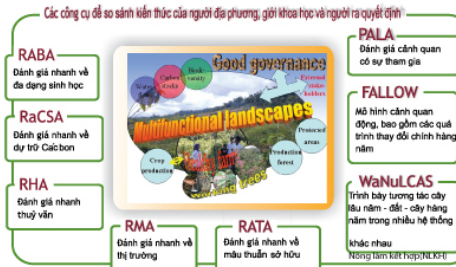 Các công cụ để so sánh kiến thức của người địa phương, giới khoa học và người ra quyết định
RABA
Đánh giá nhanh về
đa dạng sinh học
RaCSA
Đánh giá nhanh về
dự trữ Cácbon
RHA
Đánh giá nhanh
thuỷ văn
RMA
Đánh giá nhanh về
thị trường
RATA
Đánh giá nhanh về
mâu thuẫn sở hữu
PALA
Đánh giá cảnh quan
có sự tham gia
FALLOW
Mô hình cảnh quan
động, bao gồm các quá
trình thay đổi chính hàng
năm
WaNuLCAS
Trình bày tương tác cây
lâu năm - đất - cây hàng
năm trong nhiều hệ thống
khác nhau
Nông lâm kết hợp(NLKH)
Good governance
Water
Carbon
stocks
Biodiversity
External
stake-
holders
Multifunctional landscapes
Protected
areas
Crop
production
Production
forest
working trees